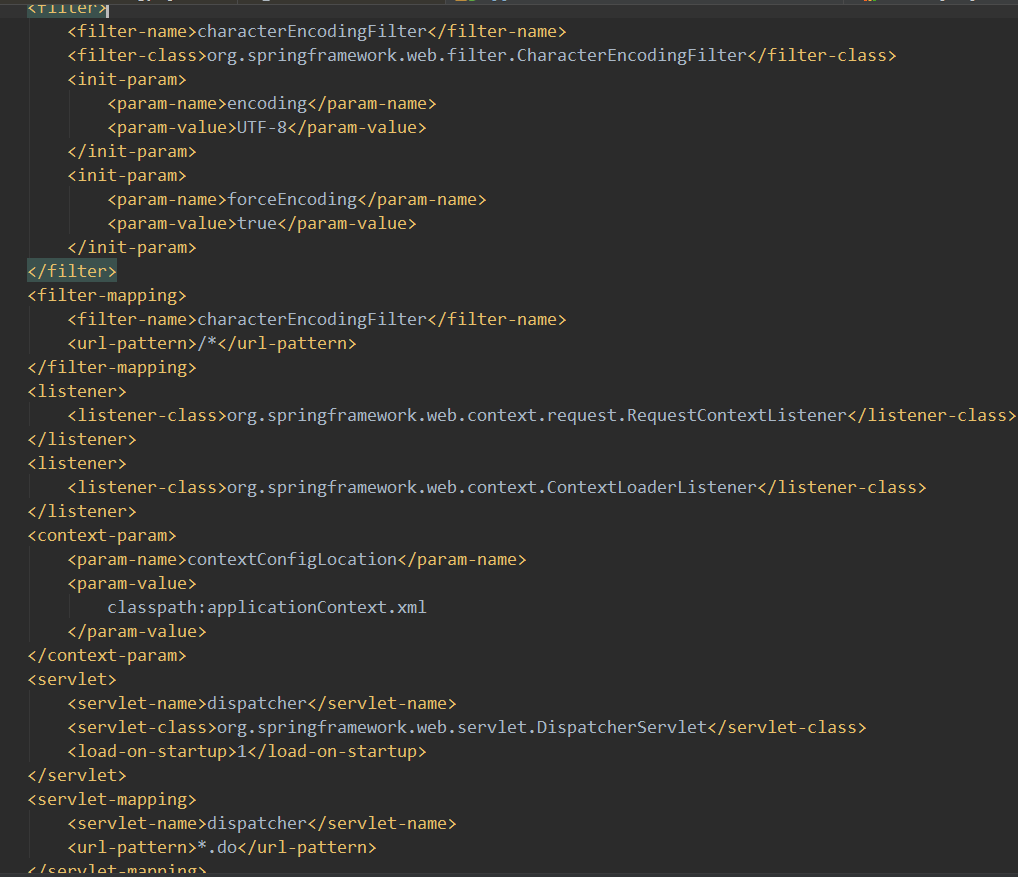 <filter>
<filter-name>characterEncodingFilter</filter-name>
<filter-class>org.springframework.web.filter.CharacterEncodingFilter</filter-class>
<init-param>
<param-name>encoding</param-name>
<param-value>UTF-8</param-value>
</init-param>
<init-param>
<param-name>forceEncoding</param-name>
<param-value>true</param-value>
</init-param>
</filter>
<filter-mapping>
<filter-name>characterEncodingFilter</filter-name>
<url-pattern>/*</url-pattern>
</filter-mapping>
<listener>
<listener-class>org.springframework.web.context.request.RequestContextListener</listener-class>
</listener>
<listener>
<listener-class>org.springframework.web.context.ContextLoaderListener</listener-class>
</listener>
<context-param>
<param-name>contextConfigLocation</param-name>
<param-value>
classpath:applicationContext.xml
</param-value>
</context-param>
<servlet>
<servlet-name>dispatcher</servlet-name>
<servlet-class>org.springframework.web.servlet.DispatcherServlet</servlet-class>
<load-on-startup>1</load-on-startup>
</servlet>
<servlet-mapping>
<servlet-name>dispatcher</servlet-name>
<url-pattern>*.do</url-pattern>
</servlet-mapping>